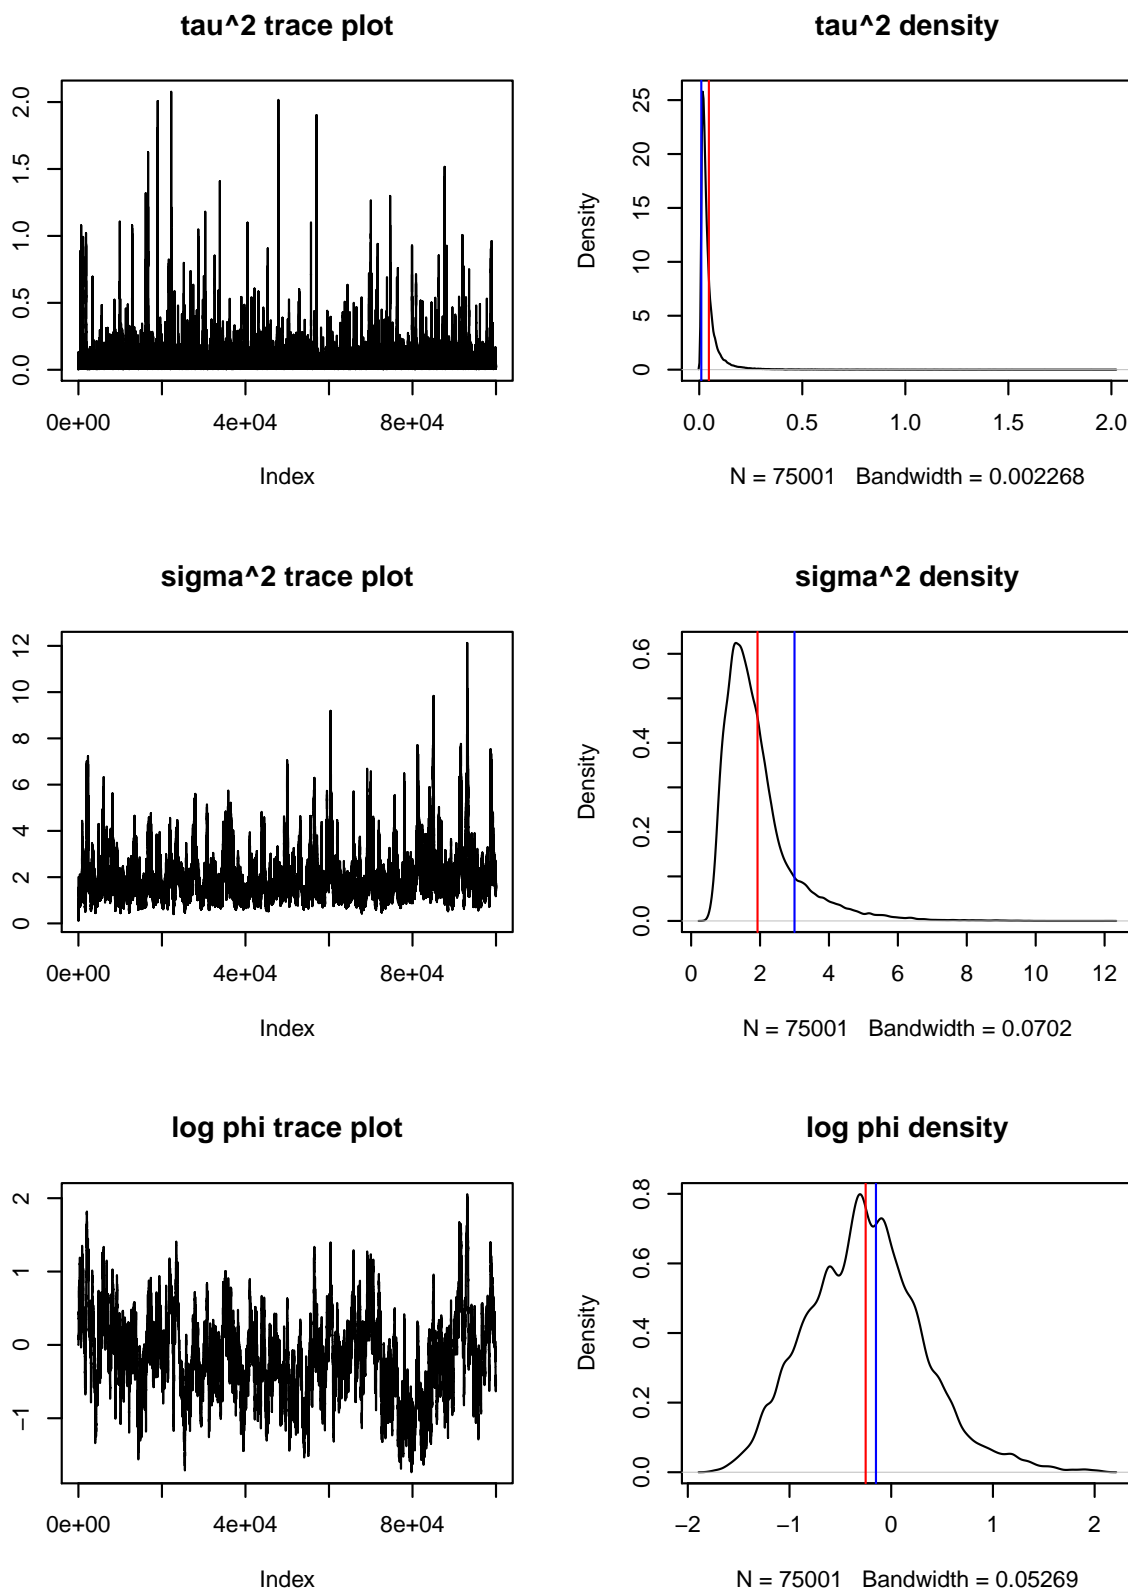 tau^2 trace plot
0.0 0.5 1.0 1.5 2.0
0e+00 4e+04 8e+04
Index
tau^2 density
Density
0 5 10 15 20 25
0.0 0.5 1.0 1.5 2.0
N = 75001 Bandwidth = 0.002268
sigma^2 trace plot
0 2 4 6 8 10 12
0e+00 4e+04 8e+04
Index
sigma^2 density
Density
0.0 0.2 0.4 0.6
0 2 4 6 8 10 12
N = 75001 Bandwidth = 0.0702
log phi trace plot
−1 0 1 2
0e+00 4e+04 8e+04
Index
log phi density
Density
0.0 0.2 0.4 0.6 0.8
−2 −1 0 1 2
N = 75001 Bandwidth = 0.05269